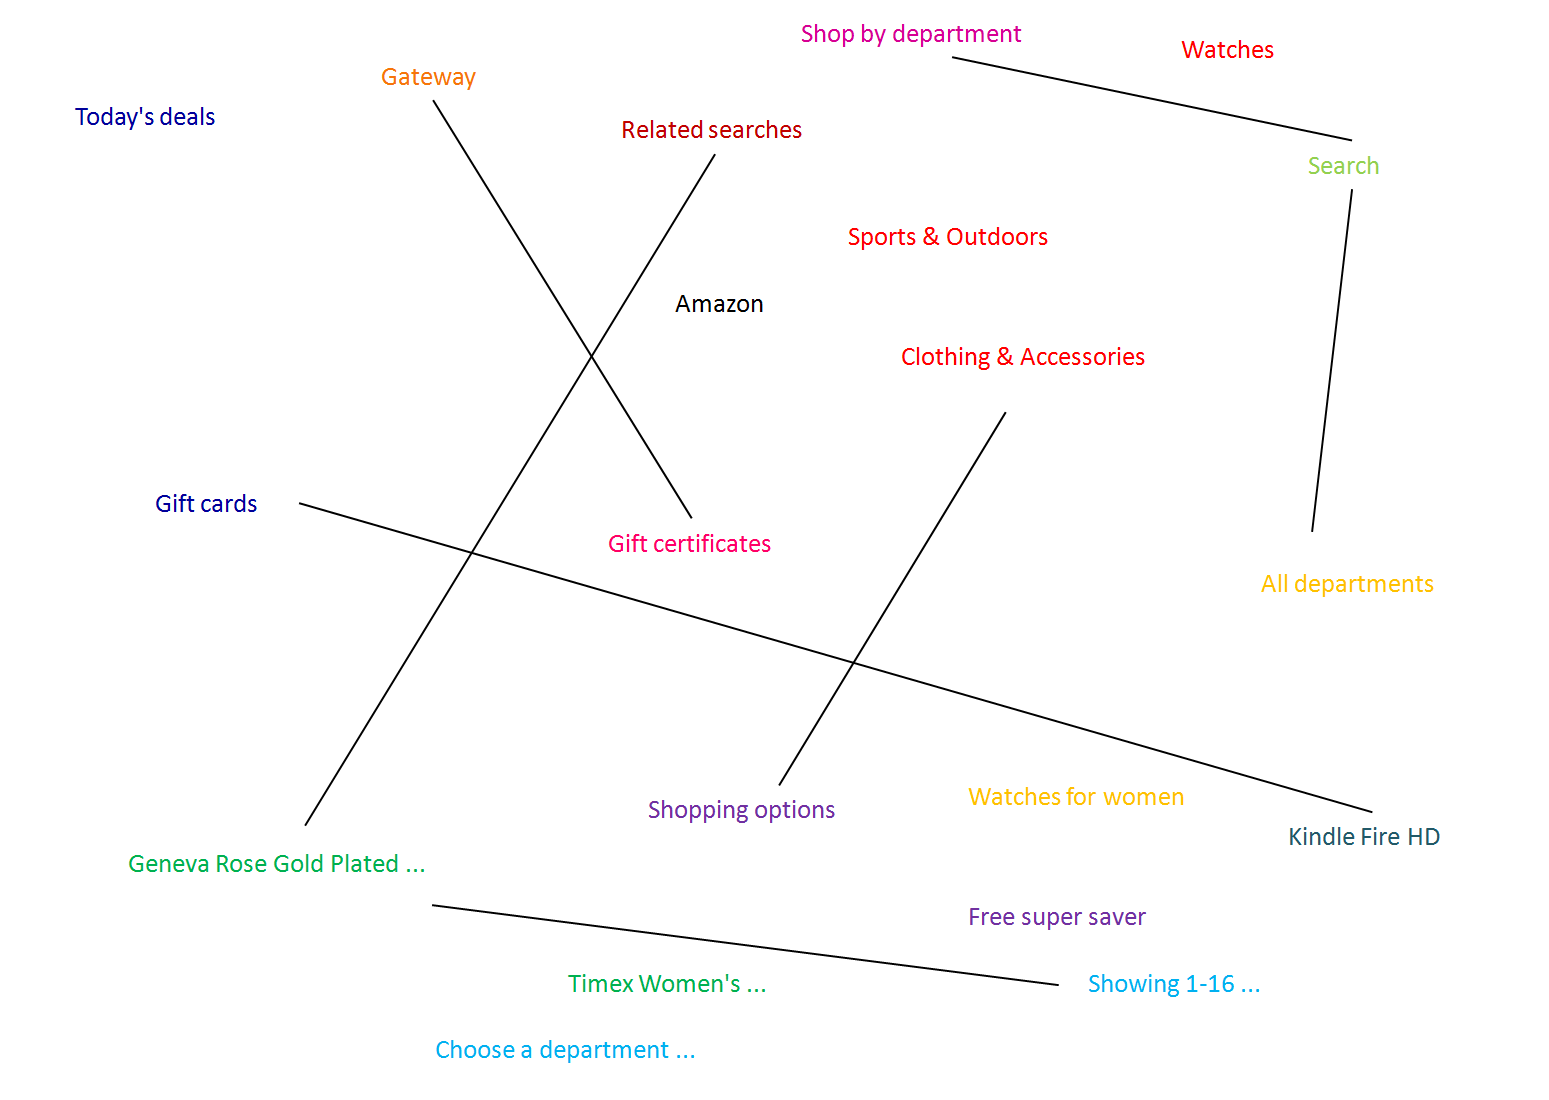 Shop by department
Watches
Gateway
Today's deals
Related searches
Search
Sports & Outdoors
Amazon
Clothing & Accessories
Gift cards
Gift certificates
All departments
Shopping options
Watches for women
Kindle Fire HD
Geneva Rose Gold Plated ...
Free super saver
Timex Women's ...
Showing 1-16 ...
Choose a department ...